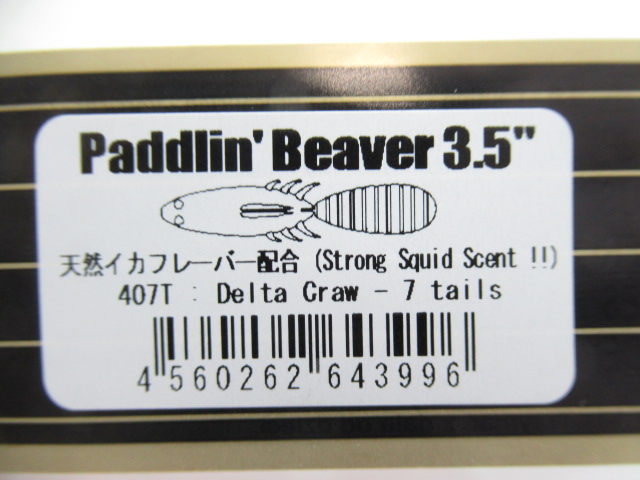 Paddlin' Beaver 3.5"
天然イカフレーバー配合 (Strong Squid Scent !!)
407T : Delta Craw - 7 tails
4 560262 643996